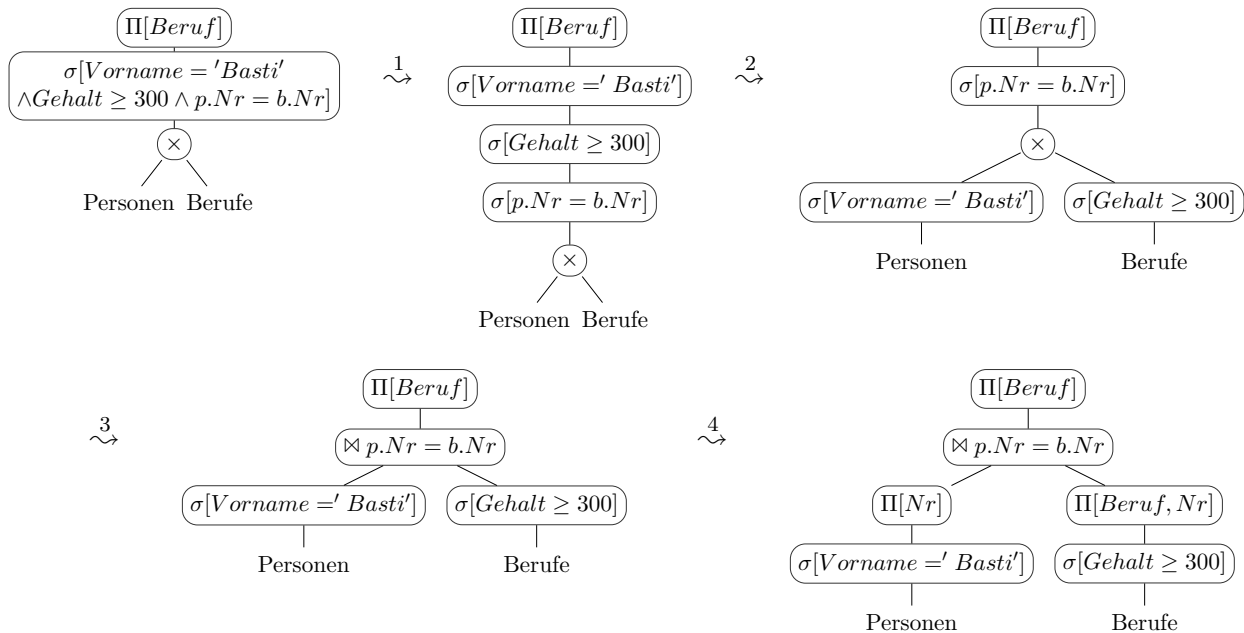 Π[Beruf]
σ[Vorname = 'Basti'
∧Gehalt ≥ 300 ∧ p.Nr = b.Nr]
×
Personen Berufe
1
⤳
Π[Beruf]
σ[Vorname =' Basti']
σ[Gehalt ≥ 300]
σ[p.Nr = b.Nr]
×
Personen Berufe
2
⤳
Π[Beruf]
σ[p.Nr = b.Nr]
×
σ[Vorname =' Basti'] σ[Gehalt ≥ 300]
Personen Berufe
3
⤳
Π[Beruf]
⋈ p.Nr = b.Nr
σ[Vorname =' Basti'] σ[Gehalt ≥ 300]
Personen Berufe
4
⤳
Π[Beruf]
⋈ p.Nr = b.Nr
Π[Nr] Π[Beruf, Nr]
σ[Vorname =' Basti'] σ[Gehalt ≥ 300]
Personen Berufe